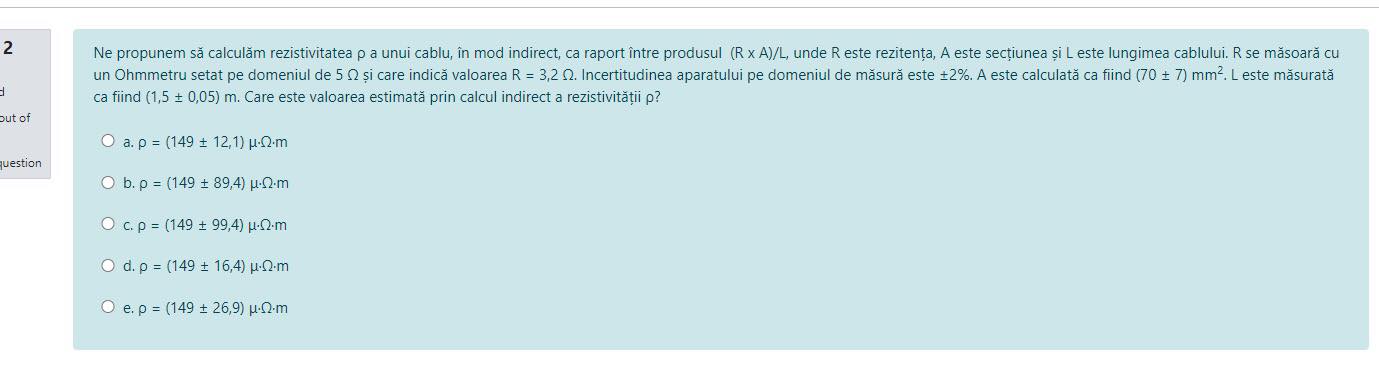 2
Ne propunem să calculăm rezistivitatea ρ a unui cablu, în mod indirect, ca raport între produsul (R x A)/L, unde R este rezitența, A este secțiunea și L este lungimea cablului. R se măsoară cu
un Ohmmetru setat pe domeniul de 5 Ω și care indică valoarea R = 3,2 Ω. Incertitudinea aparatului pe domeniul de măsură este ±2%. A este calculată ca fiind (70 ± 7) mm². L este măsurată
ca fiind (1,5 ± 0,05) m. Care este valoarea estimată prin calcul indirect a rezistivității ρ?
out of
question
a. ρ = (149 ± 12,1) μ·Ω·m
b. ρ = (149 ± 89,4) μ·Ω·m
c. ρ = (149 ± 99,4) μ·Ω·m
d. ρ = (149 ± 16,4) μ·Ω·m
e. ρ = (149 ± 26,9) μ·Ω·m